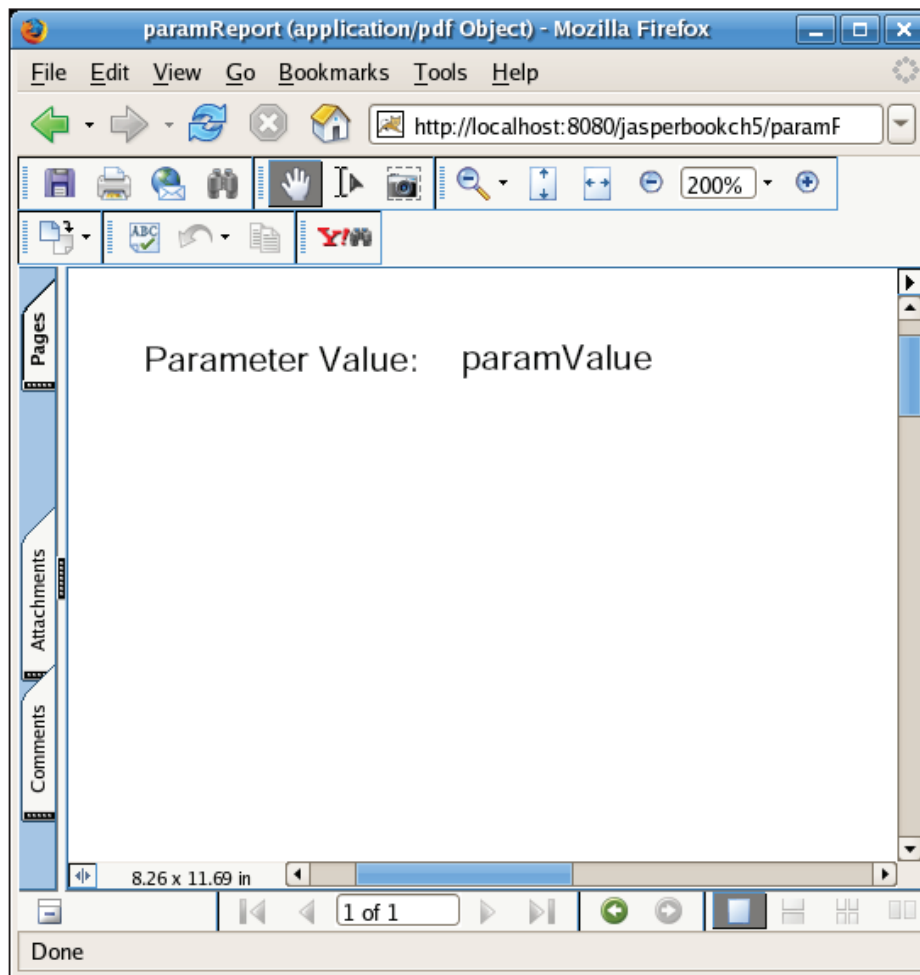 paramReport (application/pdf Object) - Mozilla Firefox
File Edit View Go Bookmarks Tools Help
http://localhost:8080/jasperbookch5/paramF
200%
ABC Y!
Pages
Parameter Value: paramValue
Attachments
Comments
8.26 x 11.69 in
1 of 1
Done